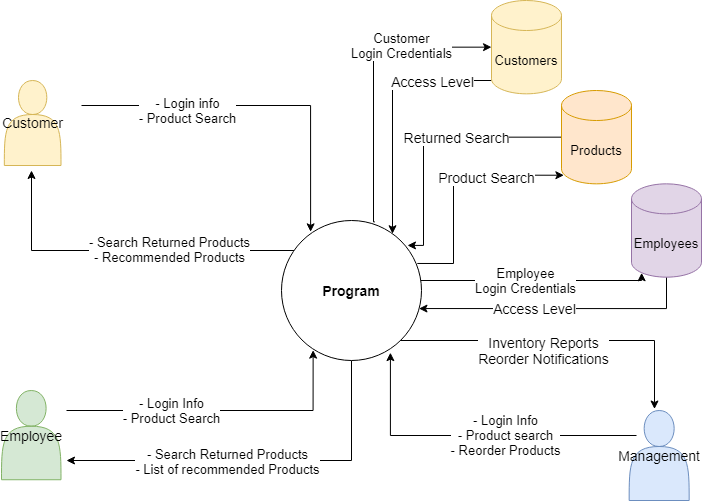 Customer
Login Credentials
Customers
Access Level
- Login info
- Product Search
Customer
Returned Search
Products
Product Search
- Search Returned Products
- Recommended Products
Employees
Program
Employee
Login Credentials
Access Level
Inventory Reports
Reorder Notifications
- Login Info
- Product Search
Employee
- Login Info
- Product search
- Reorder Products
- Search Returned Products
- List of recommended Products
Management